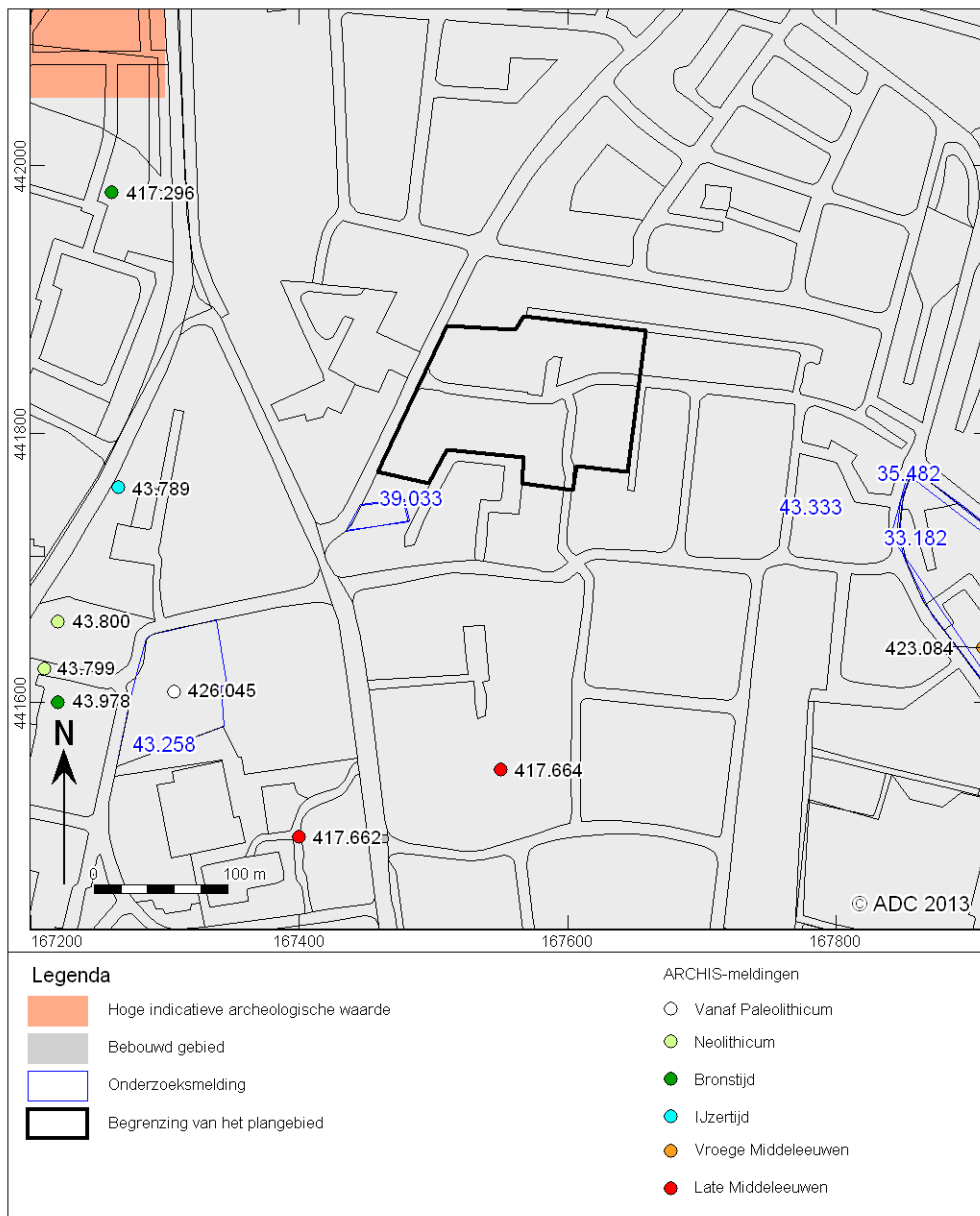 442000
417.296
441800
35.482
43.789
39.033
43.333
33.182
43.800
423.084
43.799
426.045
43.978
441600
N
43.258
417.664
417.662
0
100 m
© ADC 2013
167200
167400
167600
167800
Legenda
Hoge indicatieve archeologische waarde
Bebouwd gebied
Onderzoeksmelding
Begrenzing van het plangebied
ARCHIS-meldingen
Vanaf Paleolithicum
Neolithicum
Bronstijd
IJzertijd
Vroege Middeleeuwen
Late Middeleeuwen